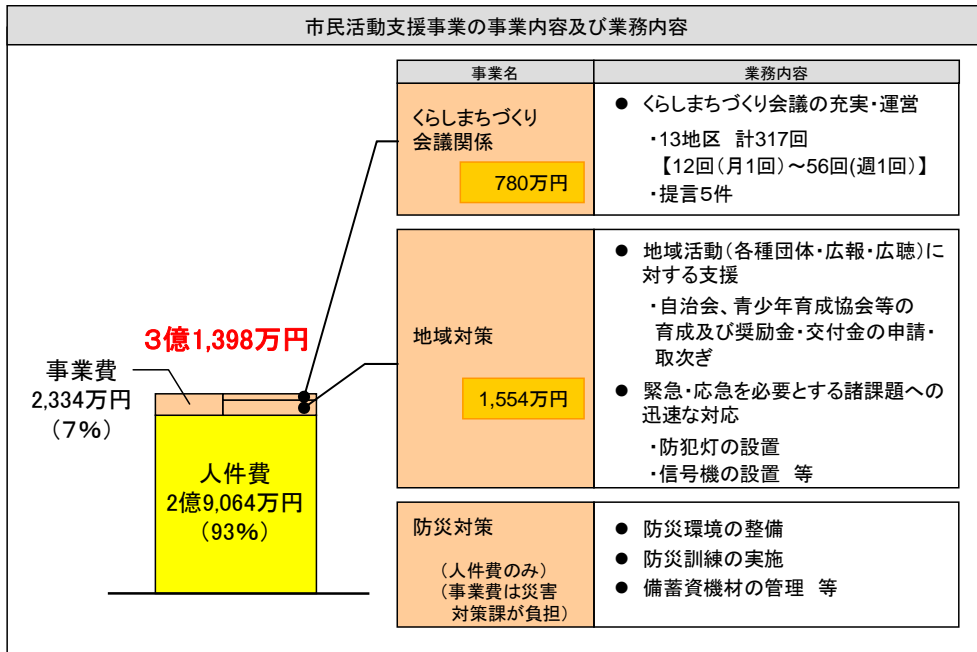 市民活動支援事業の事業内容及び業務内容
事業名
業務内容
くらしまちづくり
会議関係
780万円
● くらしまちづくり会議の充実・運営
・13地区 計317回
【12回(月1回)～56回(週1回)】
・提言5件
地域対策
1,554万円
● 地域活動(各種団体・広報・広聴)に
対する支援
・自治会、青少年育成協会等の
育成及び奨励金・交付金の申請・
取次ぎ
● 緊急・応急を必要とする諸課題への
迅速な対応
・防犯灯の設置
・信号機の設置 等
防災対策
(人件費のみ)
(事業費は災害
対策課が負担)
● 防災環境の整備
● 防災訓練の実施
● 備蓄資機材の管理 等
3億1,398万円
事業費
2,334万円
(7%)
人件費
2億9,064万円
(93%)